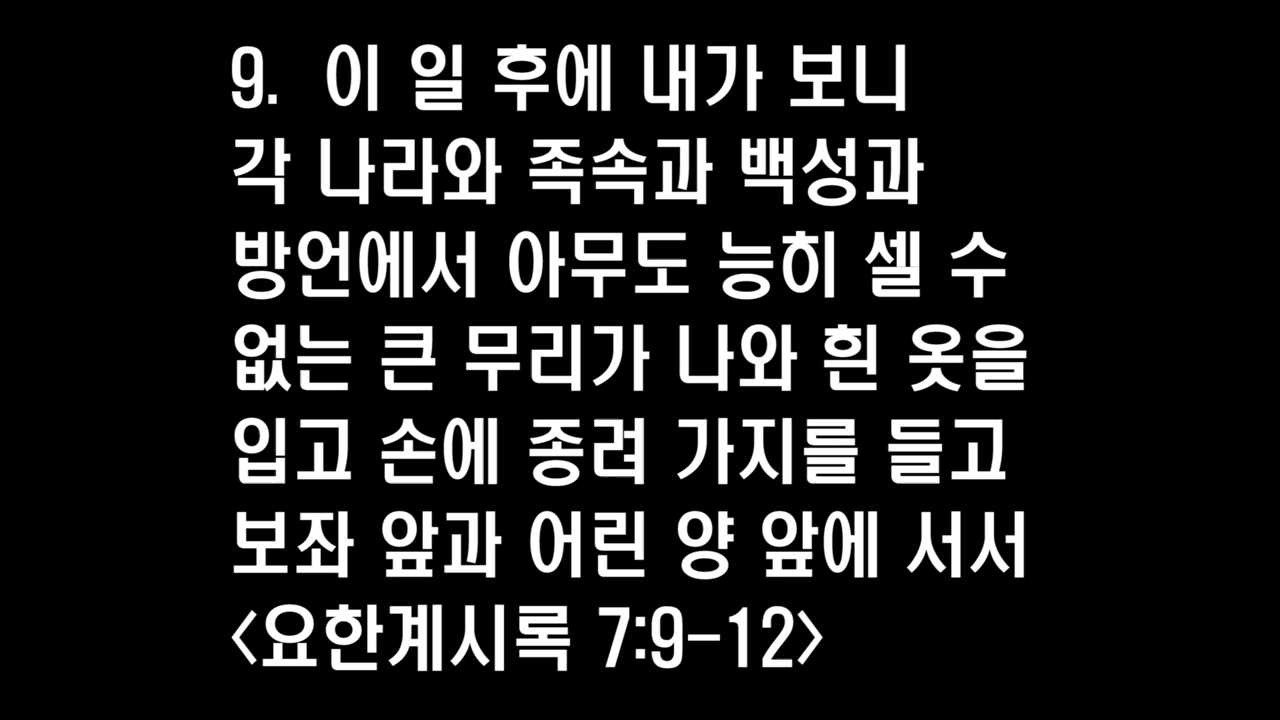 9. 이 일 후에 내가 보니
각 나라와 족속과 백성과
방언에서 아무도 능히 셀 수
없는 큰 무리가 나와 흰 옷을
입고 손에 종려 가지를 들고
보좌 앞과 어린 양 앞에 서서
<요한계시록 7:9-12>